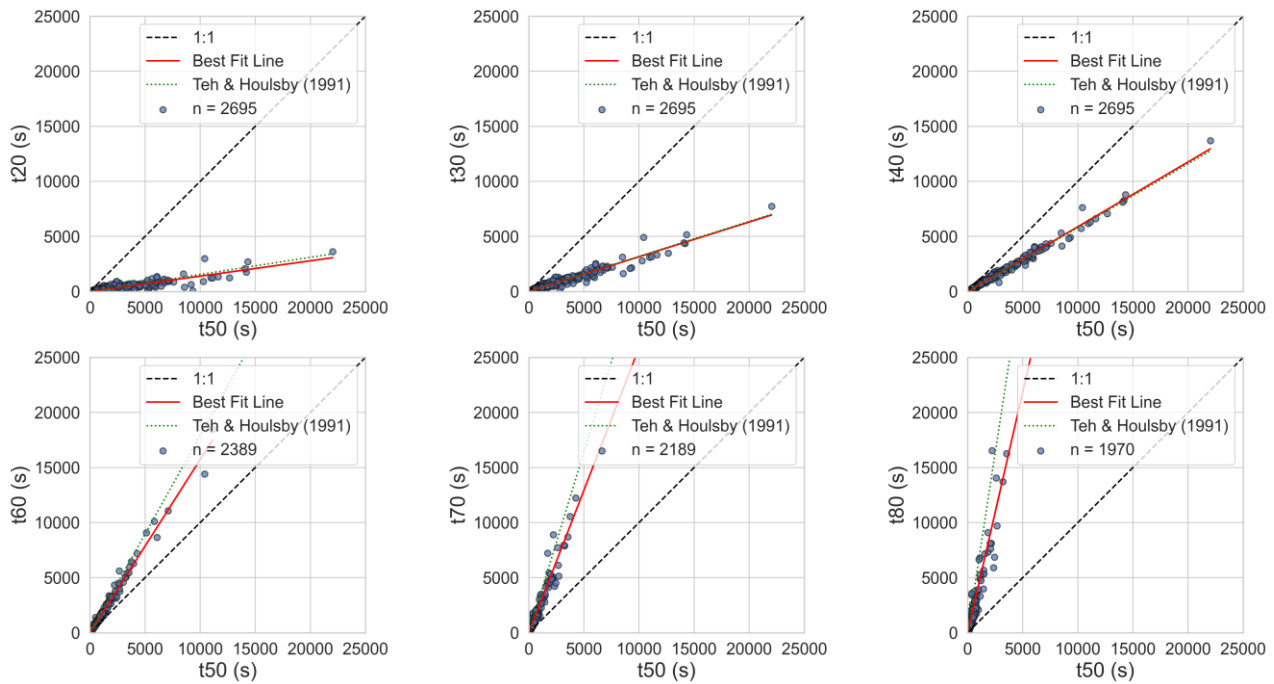 25000
20000
15000
10000
5000
0
t20 (s)
0 5000 10000 15000 20000 25000
t50 (s)
1:1
Best Fit Line
Teh & Houlsby (1991)
n = 2695
25000
20000
15000
10000
5000
0
t30 (s)
0 5000 10000 15000 20000 25000
t50 (s)
1:1
Best Fit Line
Teh & Houlsby (1991)
n = 2695
25000
20000
15000
10000
5000
0
t40 (s)
0 5000 10000 15000 20000 25000
t50 (s)
1:1
Best Fit Line
Teh & Houlsby (1991)
n = 2695
25000
20000
15000
10000
5000
0
t60 (s)
0 5000 10000 15000 20000 25000
t50 (s)
1:1
Best Fit Line
Teh & Houlsby (1991)
n = 2389
25000
20000
15000
10000
5000
0
t70 (s)
0 5000 10000 15000 20000 25000
t50 (s)
1:1
Best Fit Line
Teh & Houlsby (1991)
n = 2189
25000
20000
15000
10000
5000
0
t80 (s)
0 5000 10000 15000 20000 25000
t50 (s)
1:1
Best Fit Line
Teh & Houlsby (1991)
n = 1970